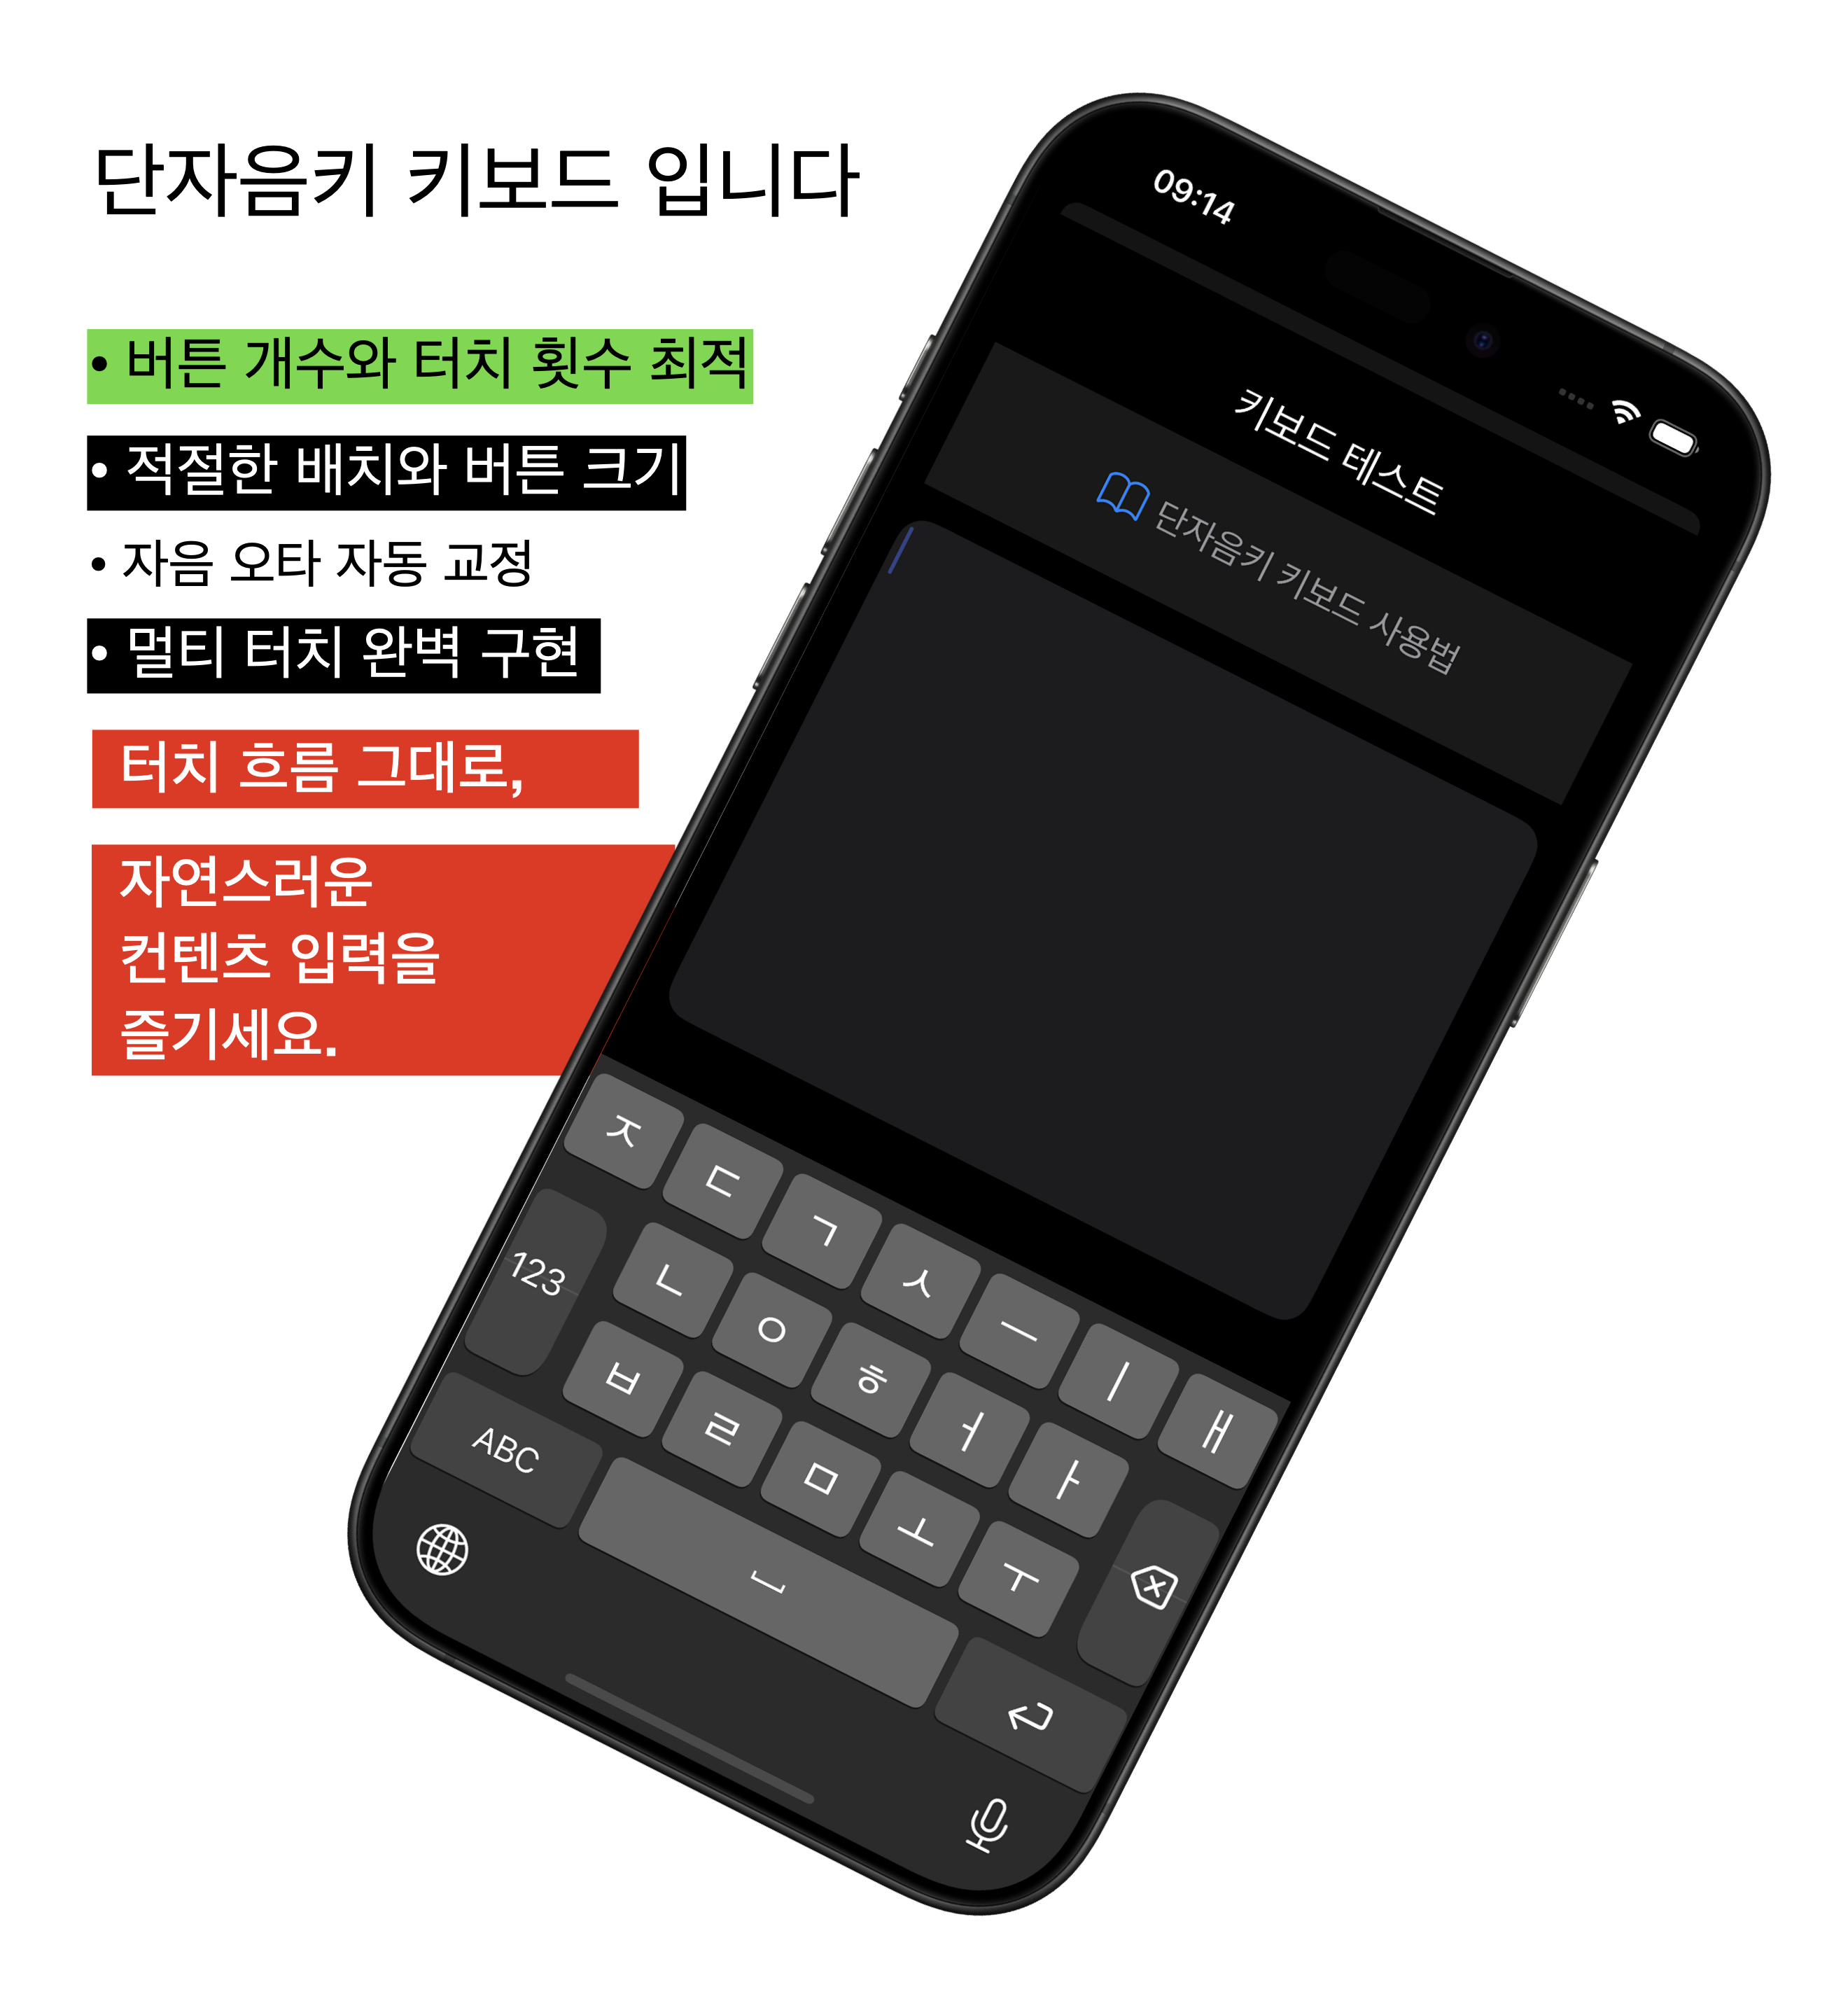 단자음키 키보드 입니다
• 버튼 개수와 터치 횟수 최적
• 적절한 배치와 버튼 크기
• 자음 오타 자동 교정
• 멀티 터치 완벽 구현
터치 흐름 그대로,
자연스러운
컨텐츠 입력을
즐기세요.
09:14
키보드 테스트
단자음키 키보드 사용법
ㅈ ㄷ ㄱ ㅅ ㅡ ㅣ ㅐ
123 ㄴ ㅇ ㅎ ㅓ ㅏ
ㅂ ㄹ ㅁ ㅗ ㅜ
ABC